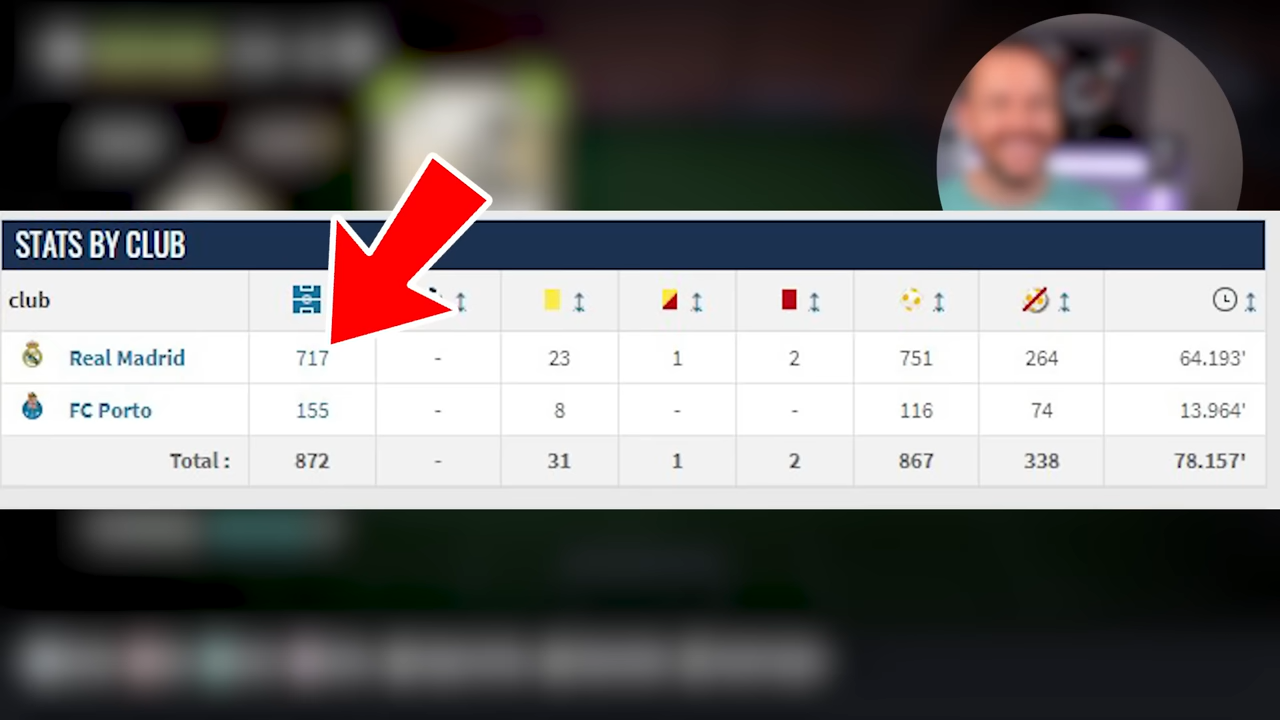 STATS BY CLUB
club
Real Madrid 717 - 23 1 2 751 264 64.193'
FC Porto 155 - 8 - - 116 74 13.964'
Total : 872 - 31 1 2 867 338 78.157'